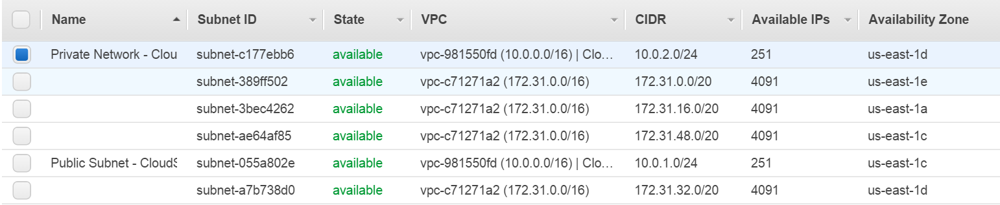 Name Subnet ID State VPC CIDR Available IPs Availability Zone
Private Network - Clou subnet-c177ebb6 available vpc-981550fd (10.0.0.0/16) | Clo… 10.0.2.0/24 251 us-east-1d
subnet-389ff502 available vpc-c71271a2 (172.31.0.0/16) 172.31.0.0/20 4091 us-east-1e
subnet-3bec4262 available vpc-c71271a2 (172.31.0.0/16) 172.31.16.0/20 4091 us-east-1a
subnet-ae64af85 available vpc-c71271a2 (172.31.0.0/16) 172.31.48.0/20 4091 us-east-1c
Public Subnet - CloudS subnet-055a802e available vpc-981550fd (10.0.0.0/16) | Clo… 10.0.1.0/24 251 us-east-1c
subnet-a7b738d0 available vpc-c71271a2 (172.31.0.0/16) 172.31.32.0/20 4091 us-east-1d